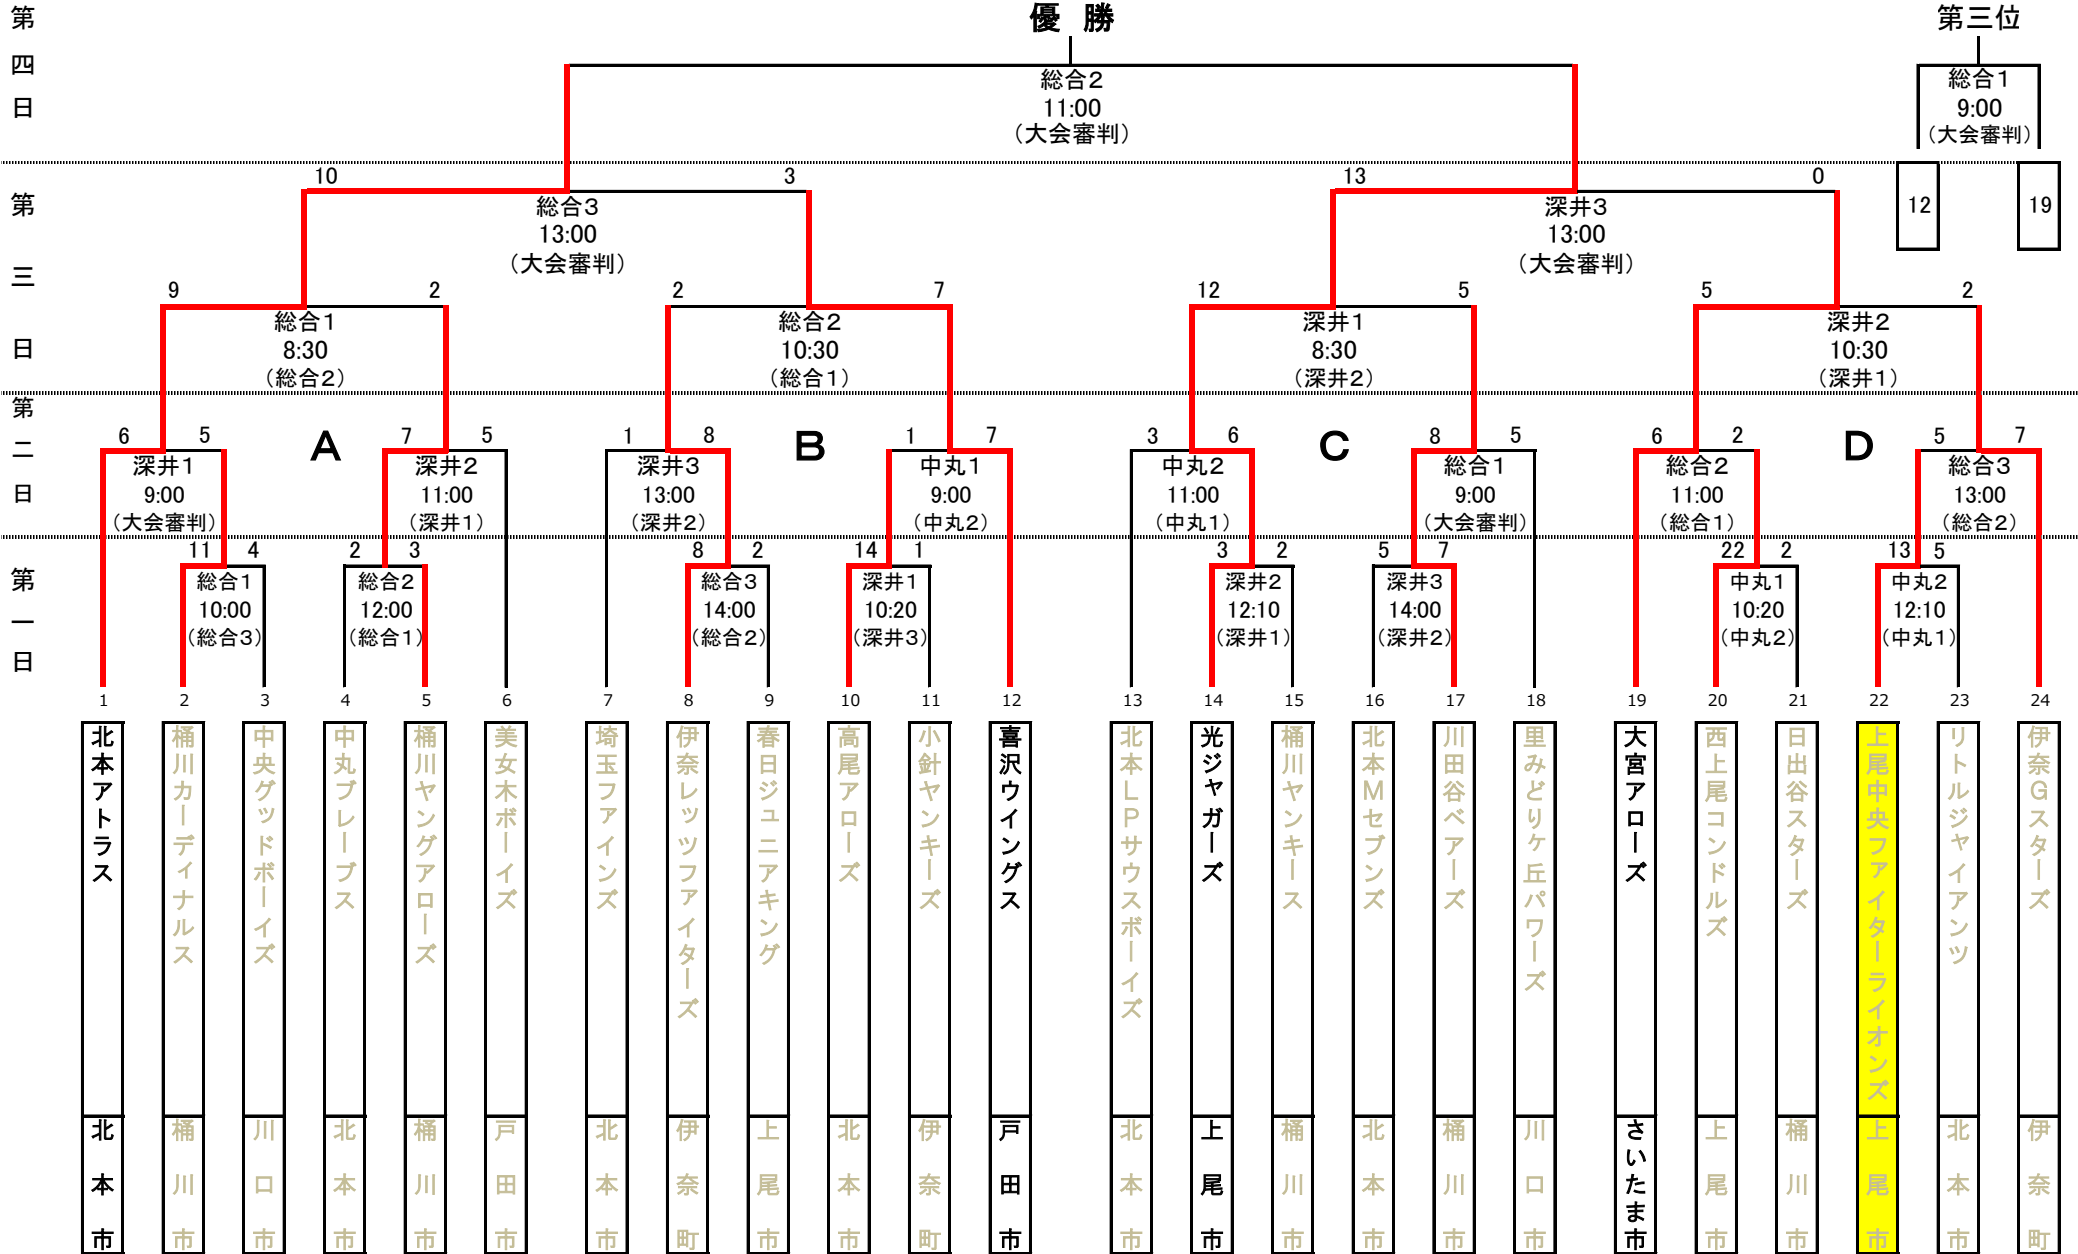 優 勝
第三位
第四日
総合2
11:00
（大会審判）
総合1
9:00
（大会審判）
12
19
第三日
10 3
総合3
13:00
（大会審判）
13 0
深井3
13:00
（大会審判）
9 2
総合1
8:30
（総合2）
2 7
総合2
10:30
（総合1）
12 5
深井1
8:30
（深井2）
5 2
深井2
10:30
（深井1）
第二日
A
B
C
D
6 5
深井1
9:00
（大会審判）
7 5
深井2
11:00
（深井1）
1 8
深井3
13:00
（深井2）
1 7
中丸1
9:00
（中丸2）
3 6
中丸2
11:00
（中丸1）
8 5
総合1
9:00
（大会審判）
6 2
総合2
11:00
（総合1）
5 7
総合3
13:00
（総合2）
第一日
11 4
総合1
10:00
（総合3）
2 3
総合2
12:00
（総合1）
8 2
総合3
14:00
（総合2）
14 1
深井1
10:20
（深井3）
3 2
深井2
12:10
（深井1）
5 7
深井3
14:00
（深井2）
22 2
中丸1
10:20
（中丸2）
13 5
中丸2
12:10
（中丸1）
1 北本アトラス 北本市
2 桶川カーディナルス 桶川市
3 中央グッドボーイズ 川口市
4 中丸ブレーブス 北本市
5 桶川ヤングアローズ 桶川市
6 美女木ボーイズ 戸田市
7 埼玉ファインズ 北本市
8 伊奈レッツファイターズ 伊奈町
9 春日ジュニアキング 上尾市
10 高尾アローズ 北本市
11 小針ヤンキーズ 伊奈町
12 喜沢ウイングス 戸田市
13 北本LPサウスボーイズ 北本市
14 光ジャガーズ 上尾市
15 桶川ヤンキース 桶川市
16 北本Mセブンズ 北本市
17 川田谷ベアーズ 桶川市
18 里みどりヶ丘パワーズ 川口市
19 大宮アローズ さいたま市
20 西上尾コンドルズ 上尾市
21 日出谷スターズ 桶川市
22 上尾中央ファイターライオンズ 上尾市
23 リトルジャイアンツ 北本市
24 伊奈Gスターズ 伊奈町